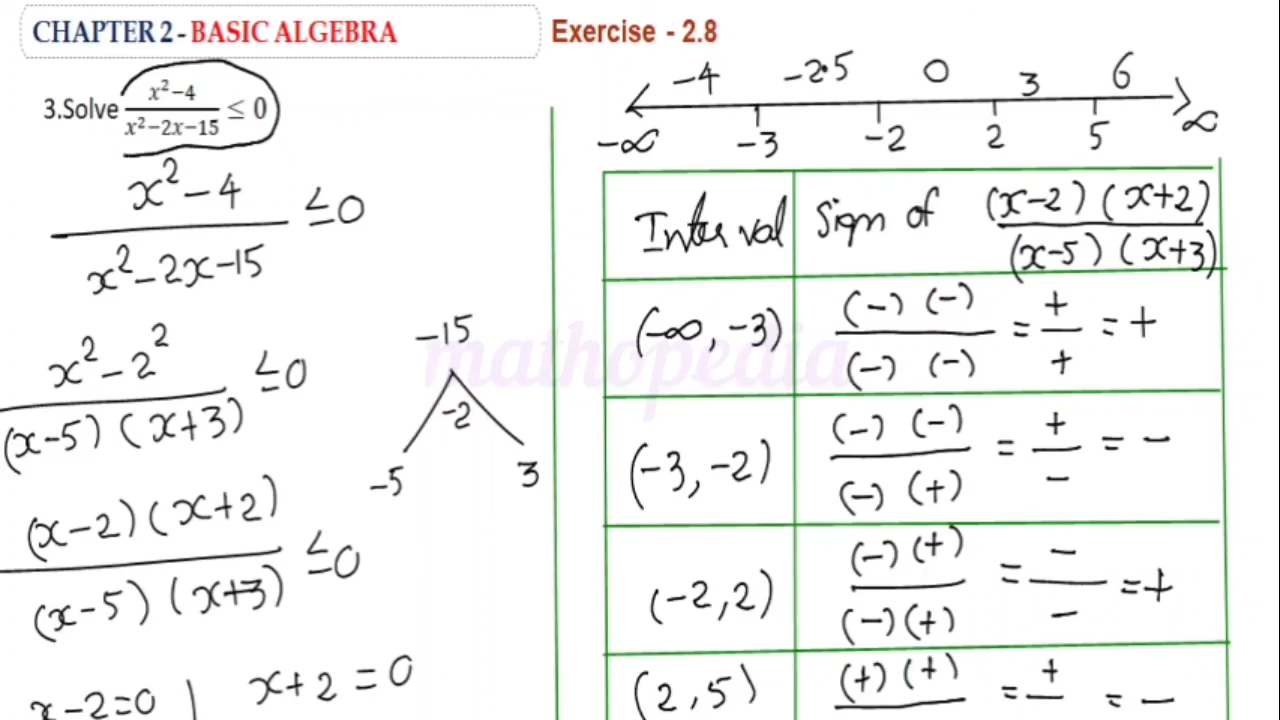 CHAPTER 2 - BASIC ALGEBRA
Exercise - 2.8
3.Solve (x²−4)/(x²−2x−15) ≤ 0
x² − 4 / x² − 2x − 15 ≤ 0
x² − 2² / (x−5) (x+3) ≤ 0
−15
−2
−5 3
(x−2) (x+2) / (x−5) (x+3) ≤ 0
x−2=0 | x+2=0
−4 −2.5 0 3 6
−∞ −3 −2 2 5 ∞
Interval Sign of (x−2) (x+2) / (x−5) (x+3)
(−∞, −3) (−) (−) / (−) (−) = + / + = +
(−3, −2) (−) (−) / (−) (+) = + / − = −
(−2, 2) (−) (+) / (−) (+) = − / − = +
(2, 5) (+) (+) = + = −
mathopedia